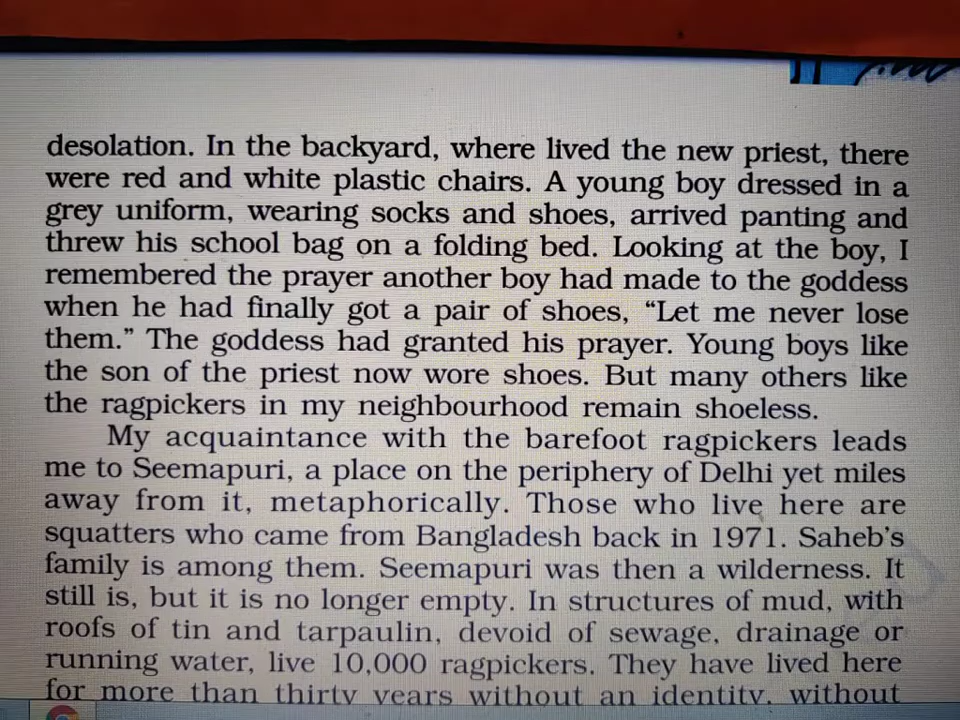 desolation. In the backyard, where lived the new priest, there
were red and white plastic chairs. A young boy dressed in a
grey uniform, wearing socks and shoes, arrived panting and
threw his school bag on a folding bed. Looking at the boy, I
remembered the prayer another boy had made to the goddess
when he had finally got a pair of shoes, “Let me never lose
them.” The goddess had granted his prayer. Young boys like
the son of the priest now wore shoes. But many others like
the ragpickers in my neighbourhood remain shoeless.
My acquaintance with the barefoot ragpickers leads
me to Seemapuri, a place on the periphery of Delhi yet miles
away from it, metaphorically. Those who live here are
squatters who came from Bangladesh back in 1971. Saheb’s
family is among them. Seemapuri was then a wilderness. It
still is, but it is no longer empty. In structures of mud, with
roofs of tin and tarpaulin, devoid of sewage, drainage or
running water, live 10,000 ragpickers. They have lived here
for more than thirty years without an identity, without